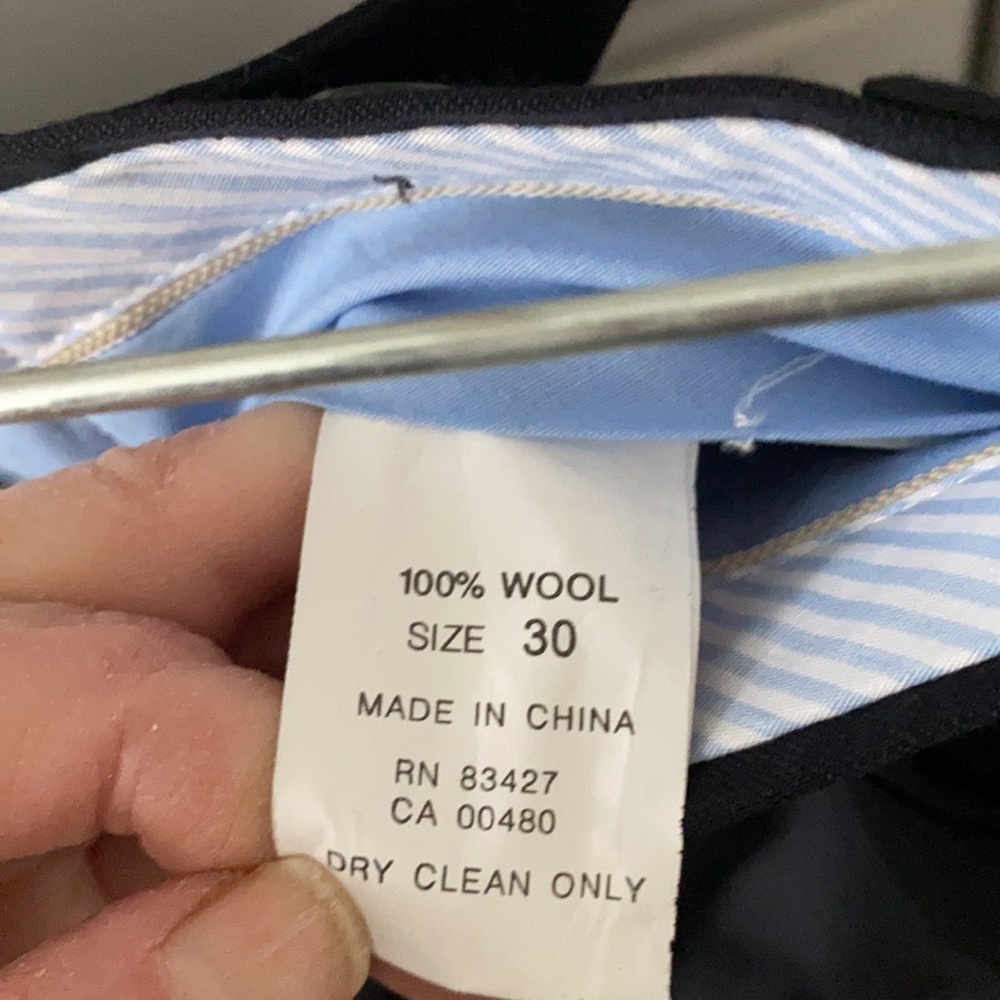 100% WOOL
SIZE 30
MADE IN CHINA
RN 83427
CA 00480
DRY CLEAN ONLY